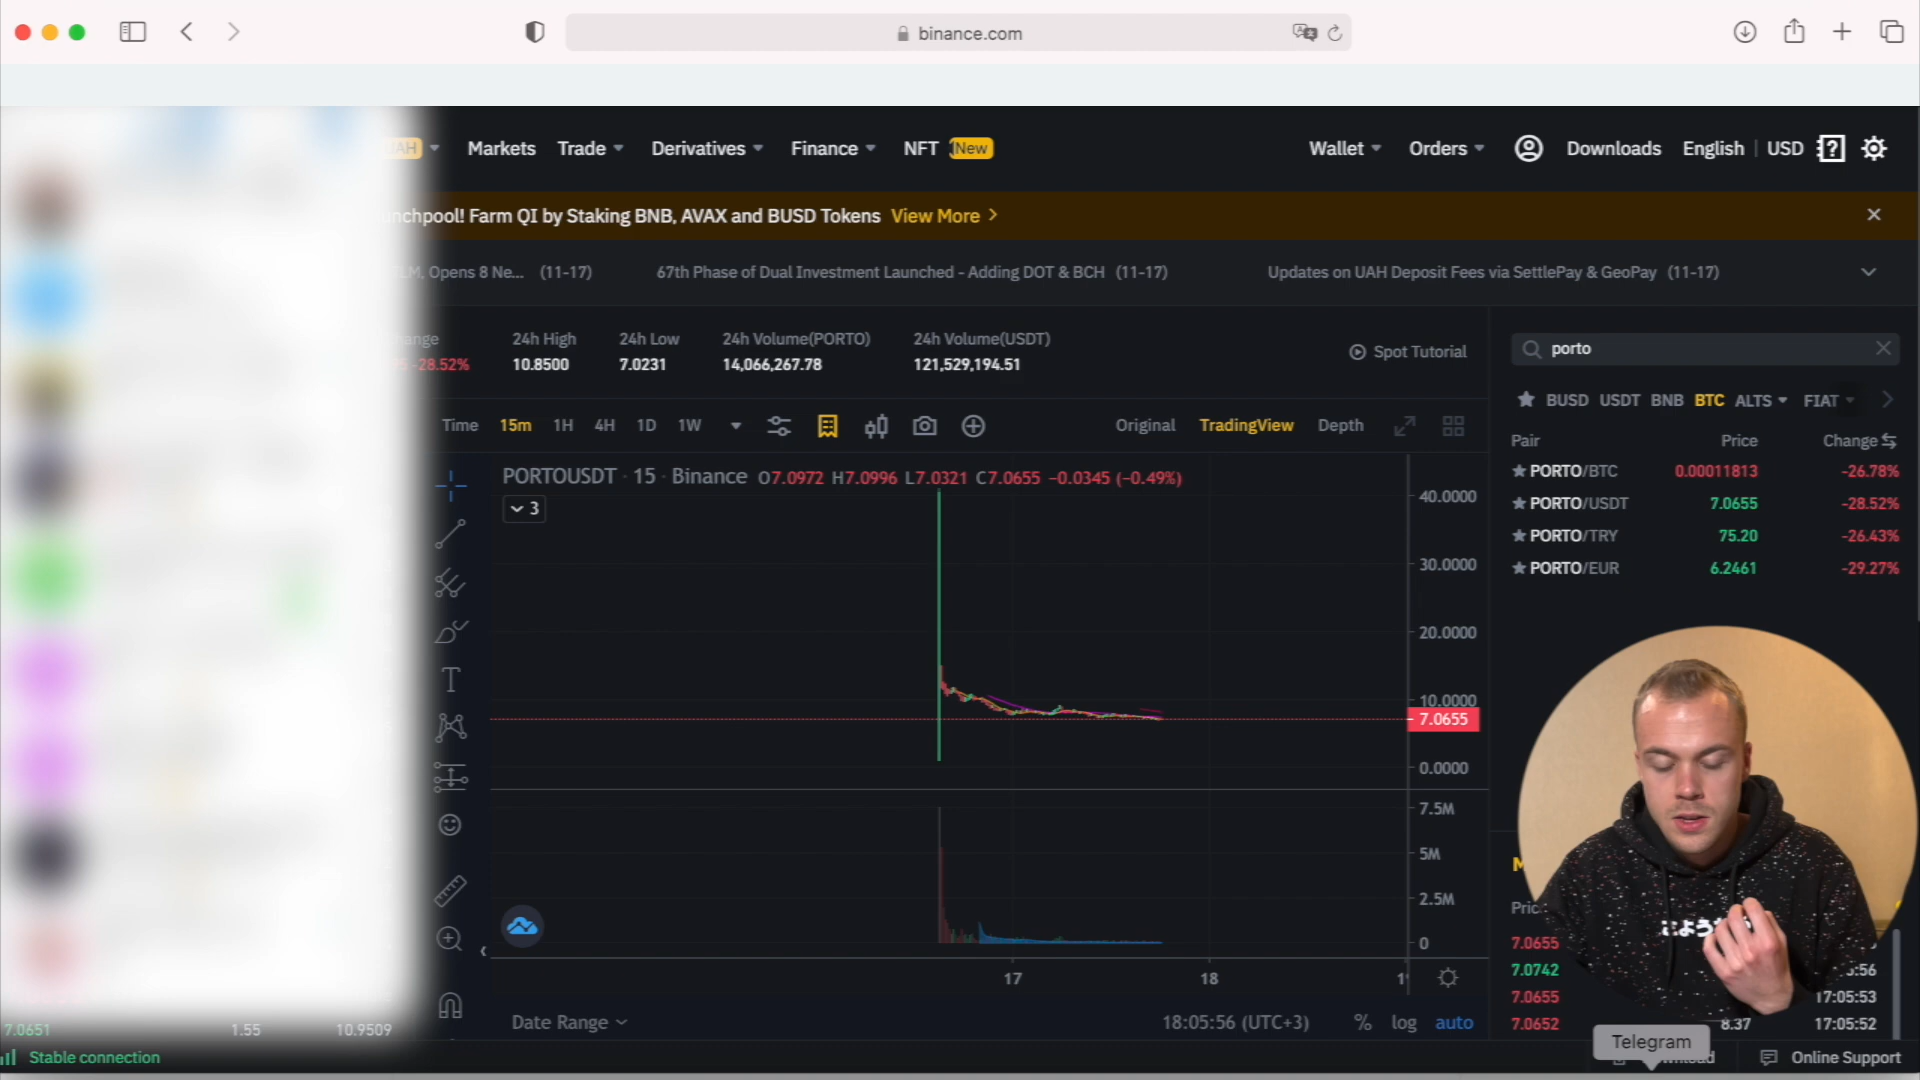 binance.com
UAH
Markets
Trade
Derivatives
Finance
NFT
New
Wallet
Orders
Downloads
English
USD
nchpool! Farm QI by Staking BNB, AVAX and BUSD Tokens View More
LM, Opens 8 Ne... (11-17)
67th Phase of Dual Investment Launched - Adding DOT & BCH (11-17)
Updates on UAH Deposit Fees via SettlePay & GeoPay (11-17)
24h High
24h Low
24h Volume(PORTO)
24h Volume(USDT)
-28.52%
10.8500
7.0231
14,066,267.78
121,529,194.51
Spot Tutorial
porto
BUSD USDT BNB BTC ALTS FIAT
Time 15m 1H 4H 1D 1W
Original TradingView Depth
Pair Price Change
PORTO/BTC 0.00011813 -26.78%
PORTO/USDT 7.0655 -28.52%
PORTO/TRY 75.20 -26.43%
PORTO/EUR 6.2461 -29.27%
PORTOUSDT · 15 · Binance O7.0972 H7.0996 L7.0321 C7.0655 -0.0345 (-0.49%)
3
40.0000
30.0000
20.0000
10.0000
7.0655
0.0000
7.5M
5M
2.5M
0
17
18
Date Range
18:05:56 (UTC+3)
% log auto
7.0655
7.0742 :56
7.0655 17:05:53
7.0652 8.37 17:05:52
7.0651 1.55 10.9509
Stable connection
Telegram
Online Support